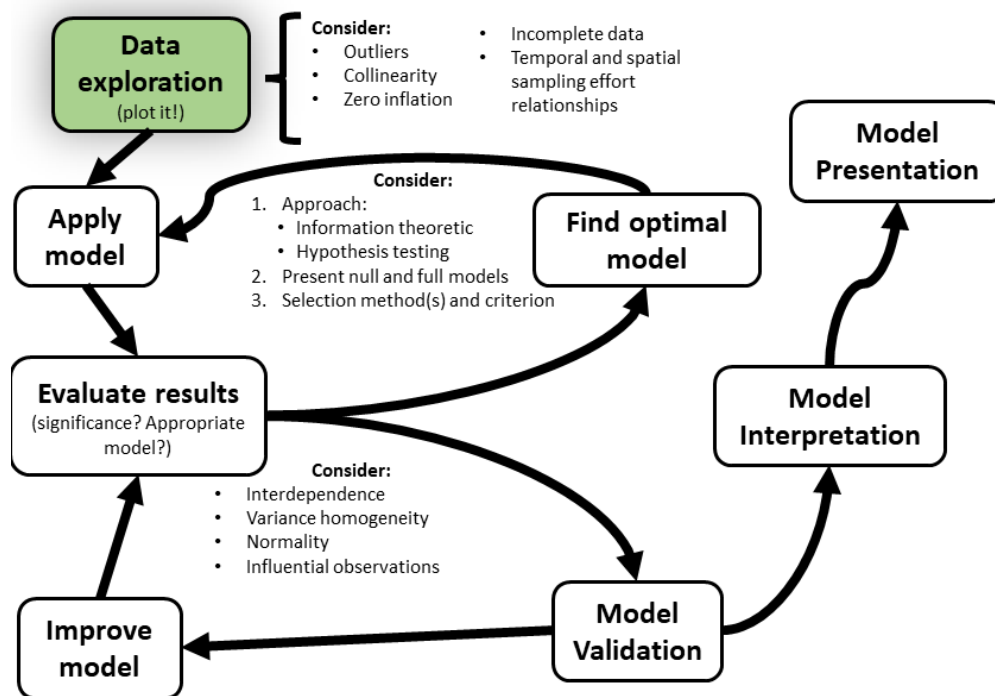 Data
exploration
(plot it!)
Consider:
• Outliers
• Collinearity
• Zero inflation
• Incomplete data
• Temporal and spatial
sampling effort
relationships
Model
Presentation
Apply
model
Consider:
1. Approach:
• Information theoretic
• Hypothesis testing
2. Present null and full models
3. Selection method(s) and criterion
Find optimal
model
Evaluate results
(significance? Appropriate
model?)
Model
Interpretation
Consider:
• Interdependence
• Variance homogeneity
• Normality
• Influential observations
Improve
model
Model
Validation